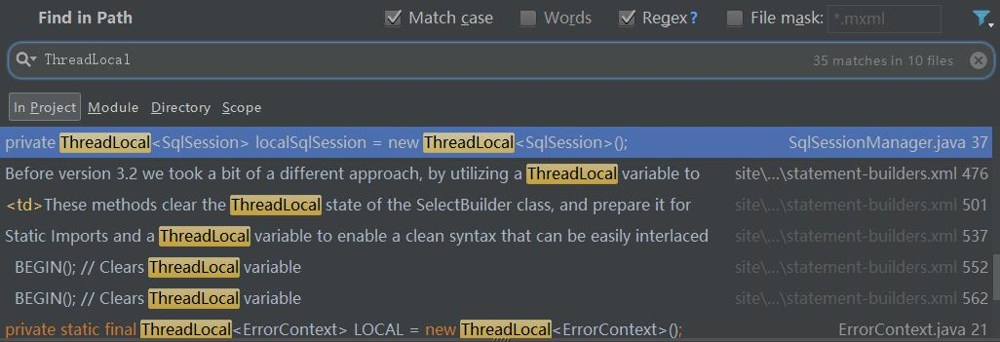 Find in Path Match case Words Regex ? File mask: *.mxml
ThreadLocal 35 matches in 10 files
In Project Module Directory Scope
private ThreadLocal<SqlSession> localSqlSession = new ThreadLocal<SqlSession>(); SqlSessionManager.java 37
Before version 3.2 we took a bit of a different approach, by utilizing a ThreadLocal variable to site\...\statement-builders.xml 476
<td>These methods clear the ThreadLocal state of the SelectBuilder class, and prepare it for site\...\statement-builders.xml 501
Static Imports and a ThreadLocal variable to enable a clean syntax that can be easily interlaced site\...\statement-builders.xml 537
BEGIN(); // Clears ThreadLocal variable site\...\statement-builders.xml 552
BEGIN(); // Clears ThreadLocal variable site\...\statement-builders.xml 562
private static final ThreadLocal<ErrorContext> LOCAL = new ThreadLocal<ErrorContext>(); ErrorContext.java 21